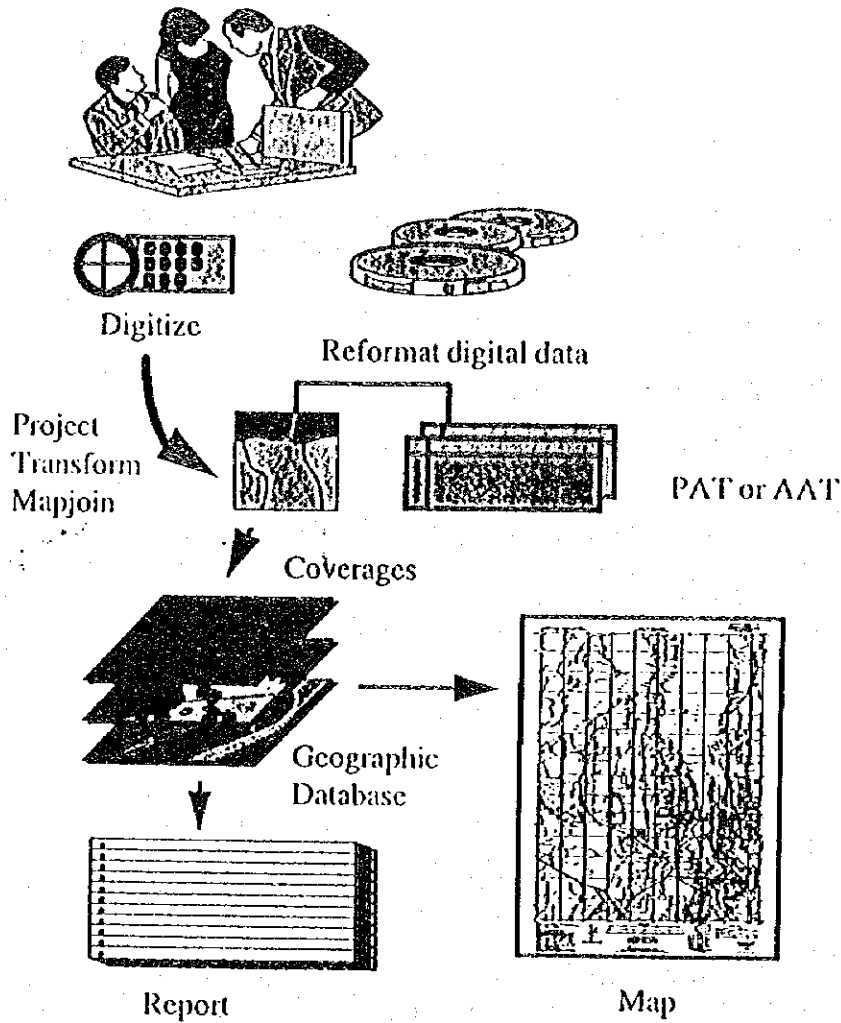 Digitize
Reformat digital data
Project
Transform
Mapjoin
PAT or AAT
Coverages
Geographic
Database
Report
Map